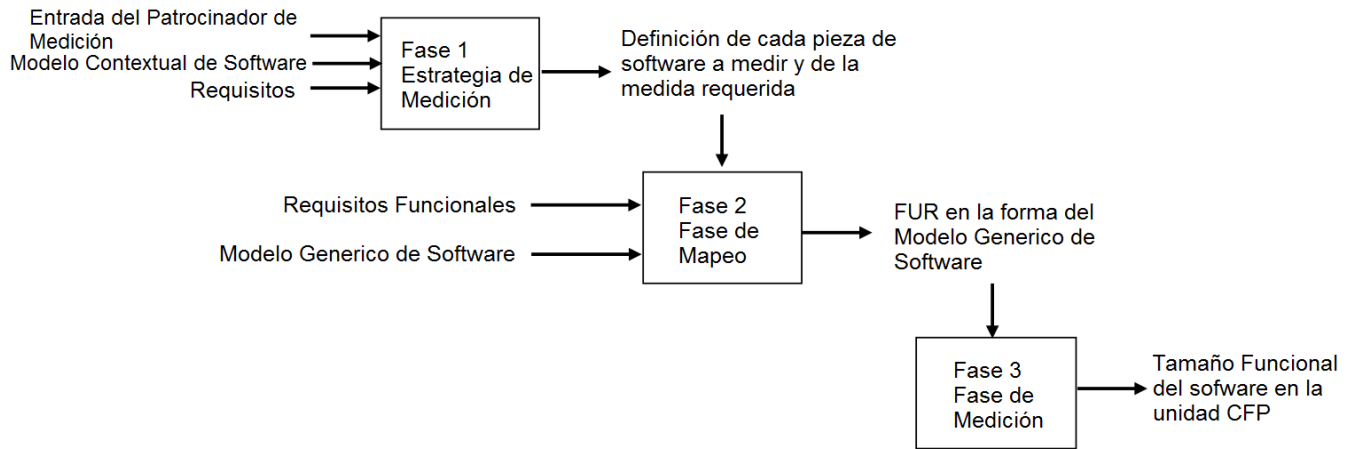 Entrada del Patrocinador de
Medición
Modelo Contextual de Software
Requisitos
Fase 1
Estrategia de
Medición
Definición de cada pieza de
software a medir y de la
medida requerida
Requisitos Funcionales
Modelo Generico de Software
Fase 2
Fase de
Mapeo
FUR en la forma del
Modelo Generico de
Software
Fase 3
Fase de
Medición
Tamaño Funcional
del sofware en la
unidad CFP